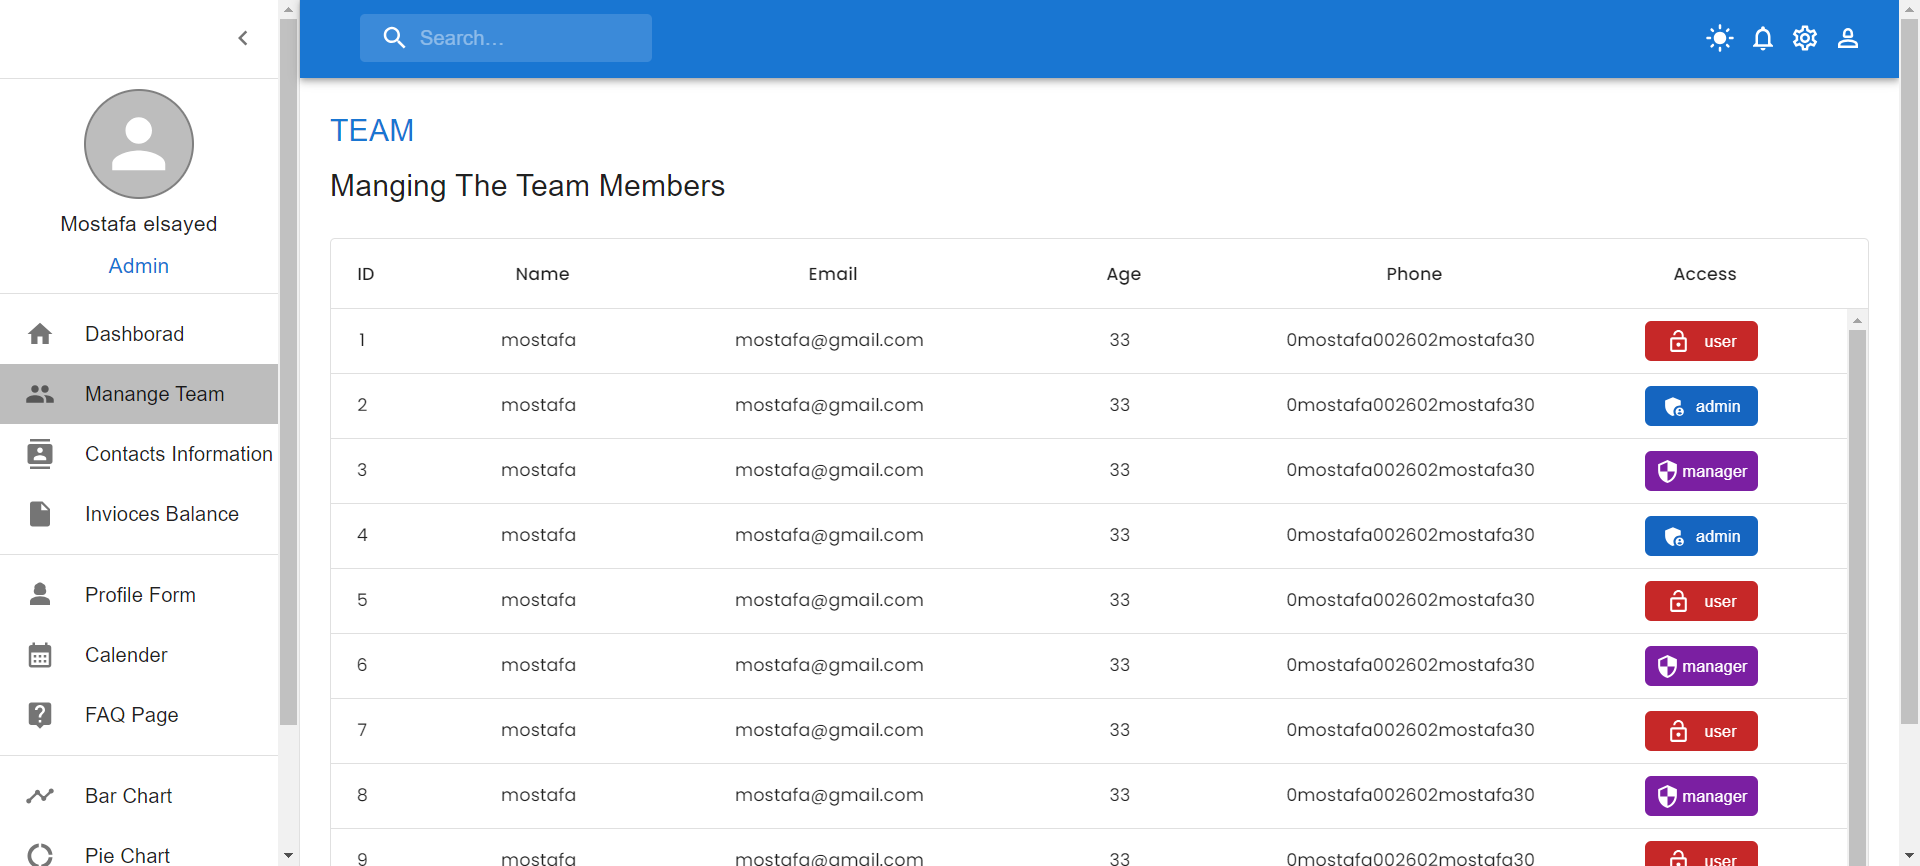 Search…
Mostafa elsayed
Admin
Dashborad
Manange Team
Contacts Information
Invioces Balance
Profile Form
Calender
FAQ Page
Bar Chart
Pie Chart
TEAM
Manging The Team Members
ID Name Email Age Phone Access
1 mostafa mostafa@gmail.com 33 0mostafa002602mostafa30 user
2 mostafa mostafa@gmail.com 33 0mostafa002602mostafa30 admin
3 mostafa mostafa@gmail.com 33 0mostafa002602mostafa30 manager
4 mostafa mostafa@gmail.com 33 0mostafa002602mostafa30 admin
5 mostafa mostafa@gmail.com 33 0mostafa002602mostafa30 user
6 mostafa mostafa@gmail.com 33 0mostafa002602mostafa30 manager
7 mostafa mostafa@gmail.com 33 0mostafa002602mostafa30 user
8 mostafa mostafa@gmail.com 33 0mostafa002602mostafa30 manager
9 mostafa mostafa@gmail.com 33 0mostafa002602mostafa30 user